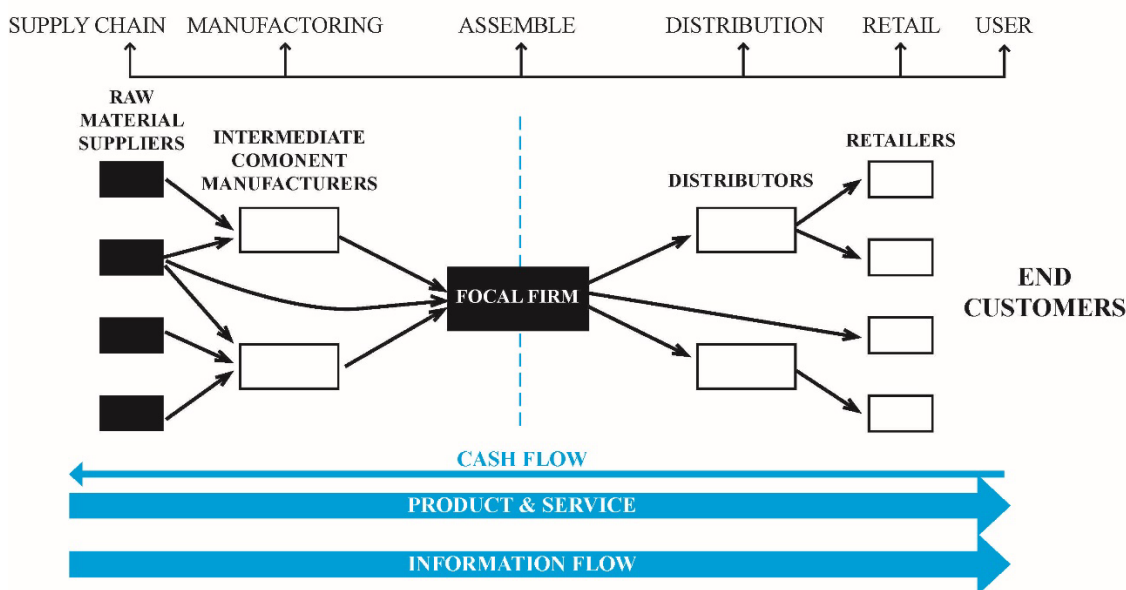 SUPPLY CHAIN MANUFACTORING ASSEMBLE DISTRIBUTION RETAIL USER
RAW
MATERIAL
SUPPLIERS
INTERMEDIATE
COMONENT
MANUFACTURERS
DISTRIBUTORS
RETAILERS
FOCAL FIRM
END
CUSTOMERS
CASH FLOW
PRODUCT & SERVICE
INFORMATION FLOW